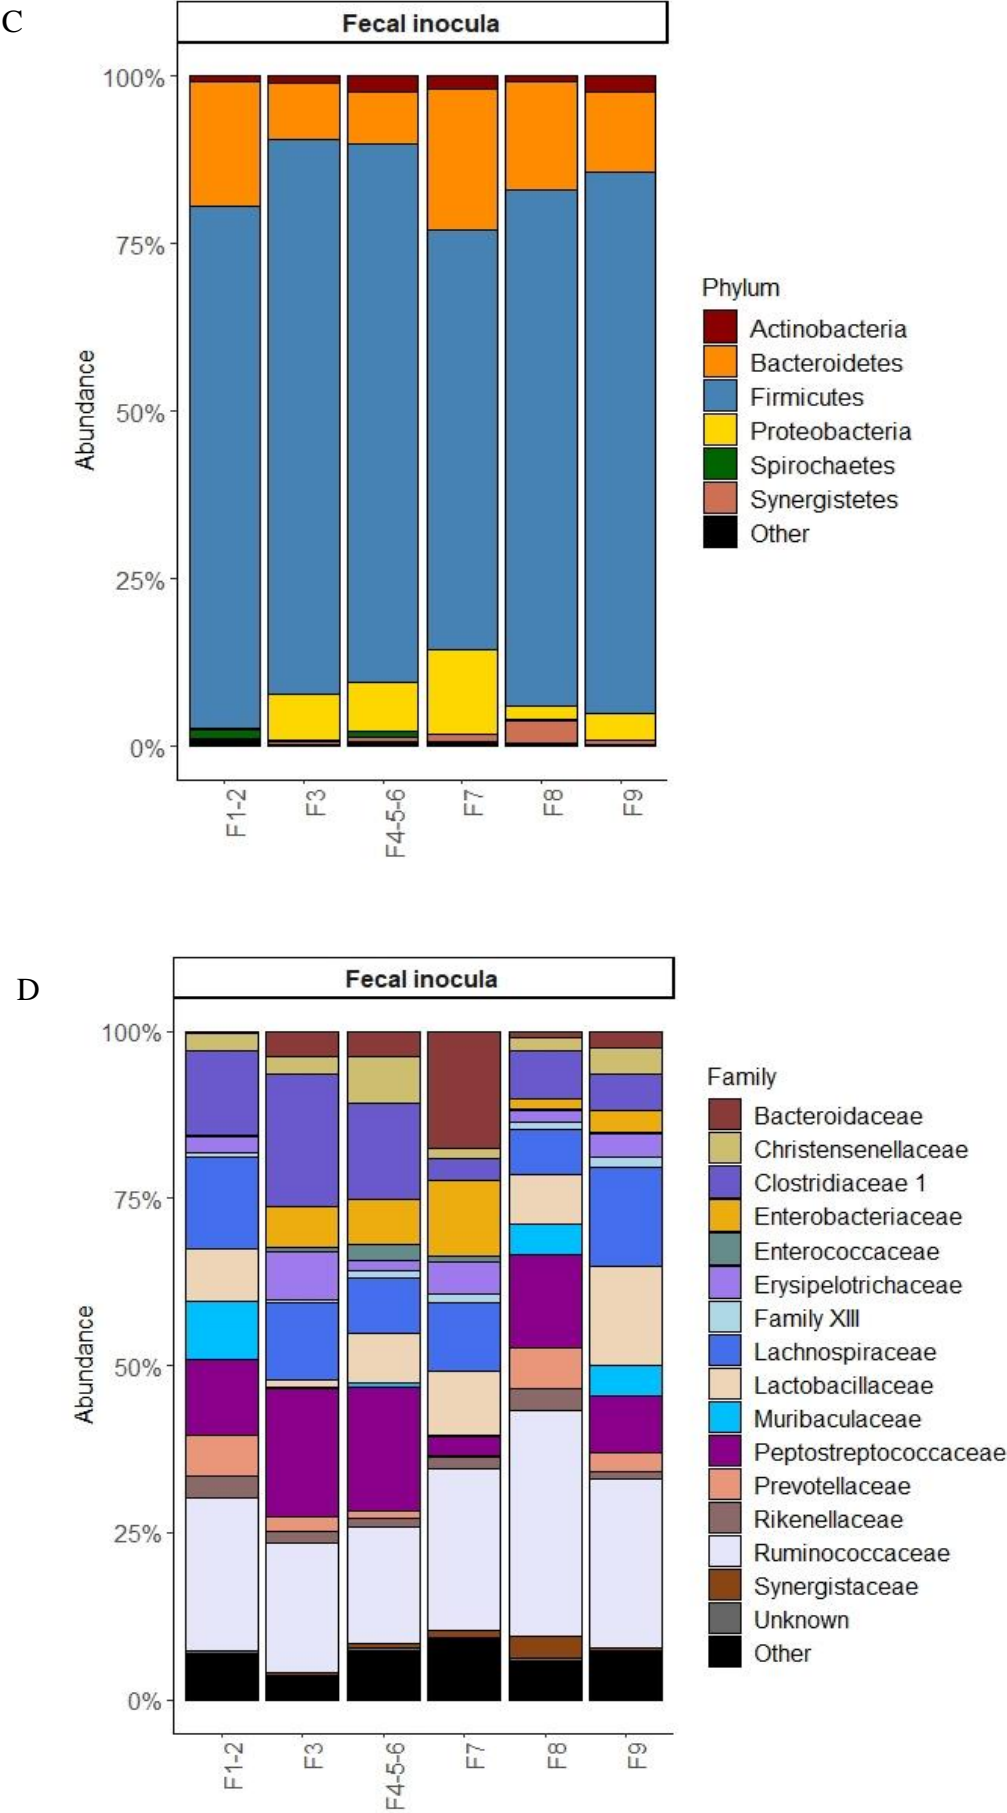 C
Fecal inocula
100%
75%
50%
25%
0%
Abundance
F1-2
F3
F4-5-6
F7
F8
F9
Phylum
Actinobacteria
Bacteroidetes
Firmicutes
Proteobacteria
Spirochaetes
Synergistetes
Other
D
Fecal inocula
100%
75%
50%
25%
0%
Abundance
F1-2
F3
F4-5-6
F7
F8
F9
Family
Bacteroidaceae
Christensenellaceae
Clostridiaceae 1
Enterobacteriaceae
Enterococcaceae
Erysipelotrichaceae
Family XIII
Lachnospiraceae
Lactobacillaceae
Muribaculaceae
Peptostreptococcaceae
Prevotellaceae
Rikenellaceae
Ruminococcaceae
Synergistaceae
Unknown
Other